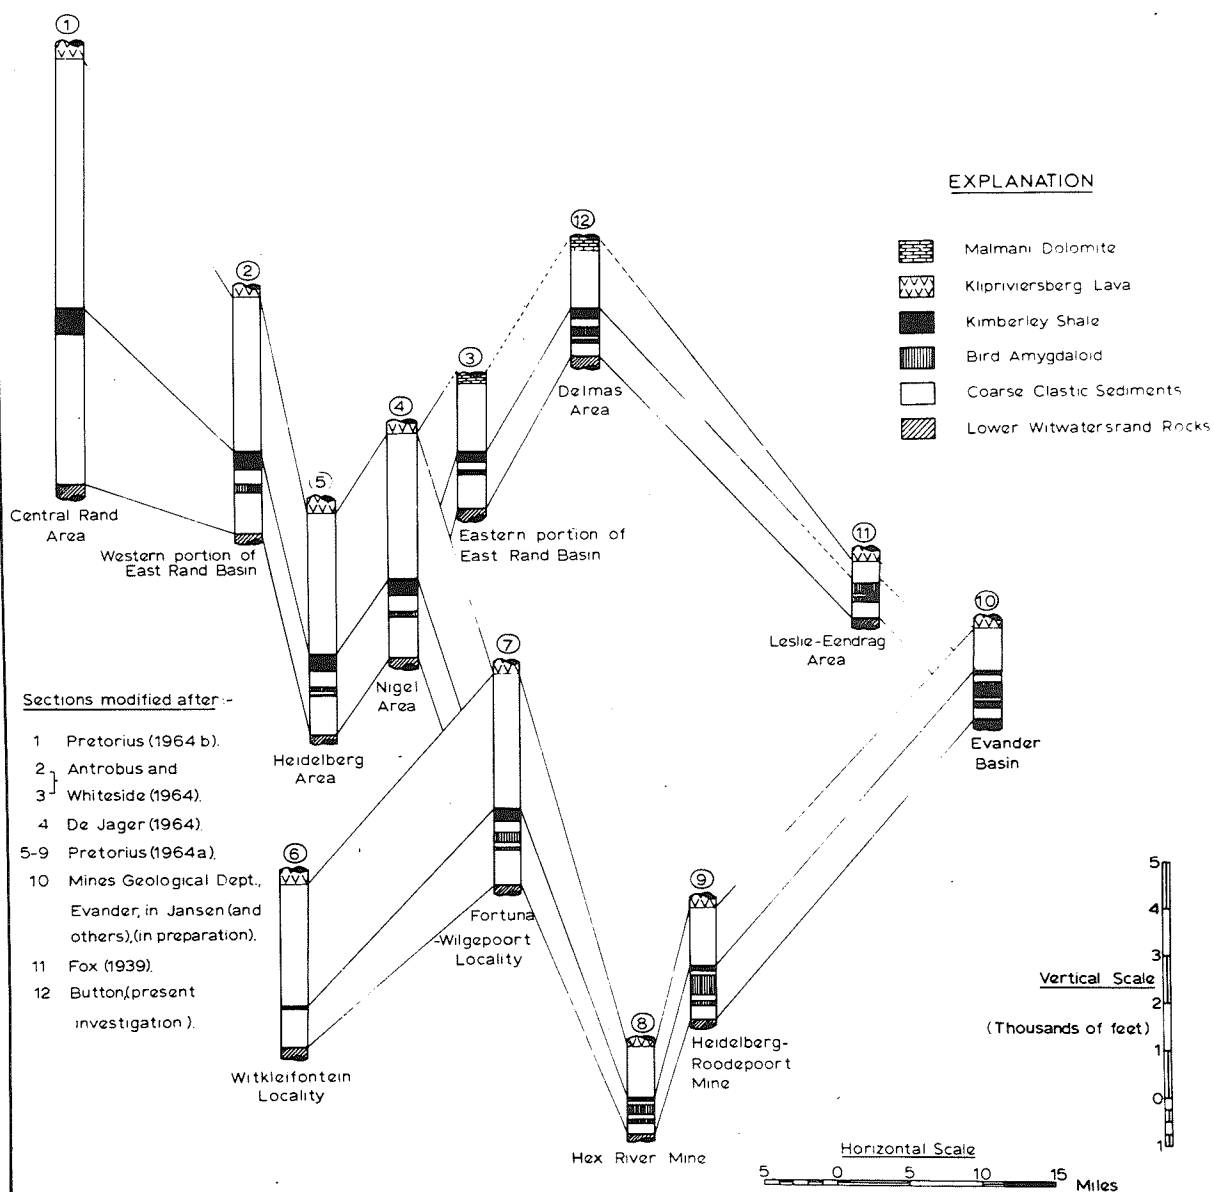 1
Central Rand
Area
2
Western portion of
East Rand Basin
5
Heidelberg
Area
4
Nigel
Area
3
Eastern portion of
East Rand Basin
12
Delmas
Area
11
Leslie-Eendrag
Area
10
Evander
Basin
7
Fortuna
-Wilgepoort
Locality
6
Witkleifontein
Locality
8
Hex River Mine
9
Heidelberg-
Roodepoort
Mine
EXPLANATION
Malmani Dolomite
Klipriviersberg Lava
Kimberley Shale
Bird Amygdaloid
Coarse Clastic Sediments
Lower Witwatersrand Rocks
Sections modified after:-
1 Pretorius (1964 b).
2 Antrobus and
3 Whiteside (1964).
4 De Jager (1964).
5-9 Pretorius (1964a).
10 Mines Geological Dept.,
Evander, in Jansen (and
others),(in preparation).
11 Fox (1939).
12 Button,(present
investigation).
5
4
3
Vertical Scale
2
(Thousands of feet)
1
0
1
Horizontal Scale
5 0 5 10 15 Miles